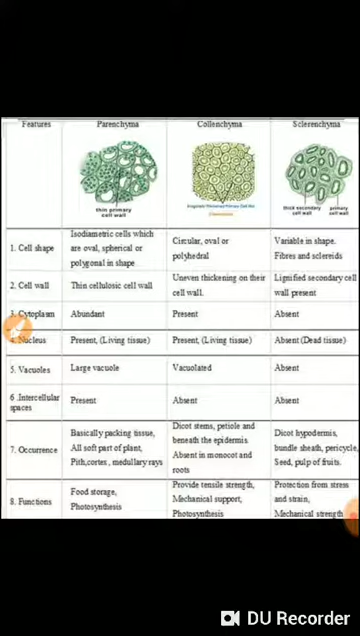 Features Parenchyma Collenchyma Sclerenchyma
thin primary
cell wall
thick secondary
cell wall
primary
cell wall
1. Cell shape
Isodiametric cells which
are oval, spherical or
polygonal in shape
Circular, oval or
polyhedral
Variable in shape.
Fibres and sclereids
2. Cell wall
Thin cellulosic cell wall
Uneven thickening on their
cell wall.
Lignified secondary cell
wall present
3. Cytoplasm Abundant Present Absent
4. Nucleus Present, (Living tissue) Present, (Living tissue) Absent (Dead tissue)
5. Vacuoles Large vacuole Vacuolated Absent
6 .Intercellular
spaces
Present Absent Absent
7. Occurrence
Basically packing tissue,
All soft part of plant,
Pith,cortex , medullary rays
Dicot stems, petiole and
beneath the epidermis.
Absent in monocot and
roots
Dicot hypodermis,
bundle sheath, pericycle,
Seed, pulp of fruits.
8. Functions
Food storage,
Photosynthesis
Provide tensile strength,
Mechanical support,
Photosynthesis
Protection from stress
and strain,
Mechanical strength
DU Recorder